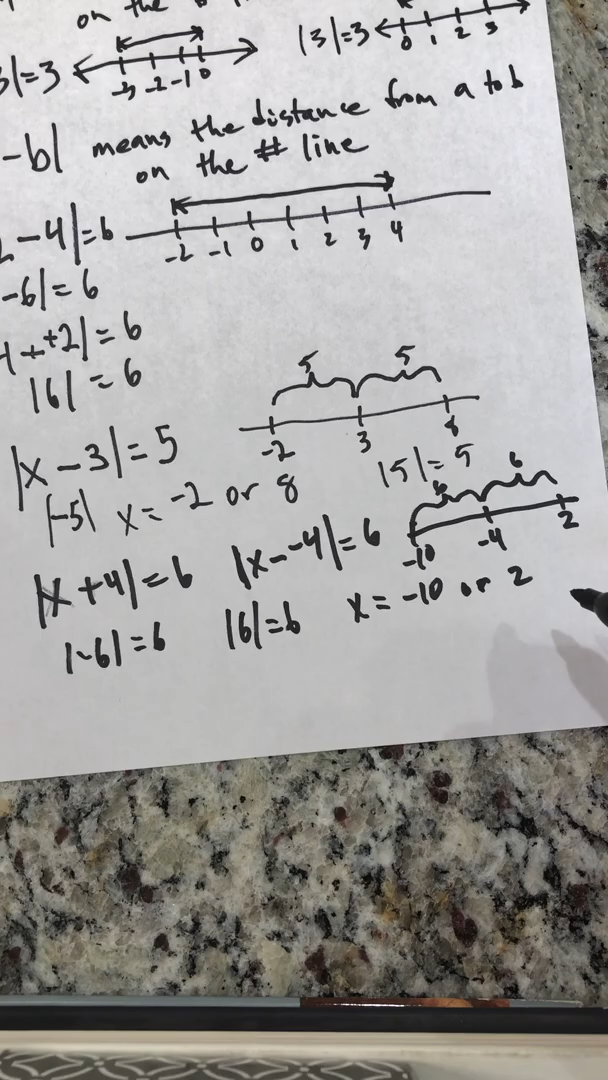 on the
3|=3 -3 -2 -1 0
|3|=3 0 1 2 3
-b| means the distance from a to b
on the # line
-4|=6 -2 -1 0 1 2 3 4
-6|=6
++2|=6
|6|=6
5 5
-2 3 8
|x-3|=5
|-5| x=-2 or 8
|5|=5
6 6
-10 -4 2
|x+4|=6 |x--4|=6
|-6|=6 |6|=6 x=-10 or 2